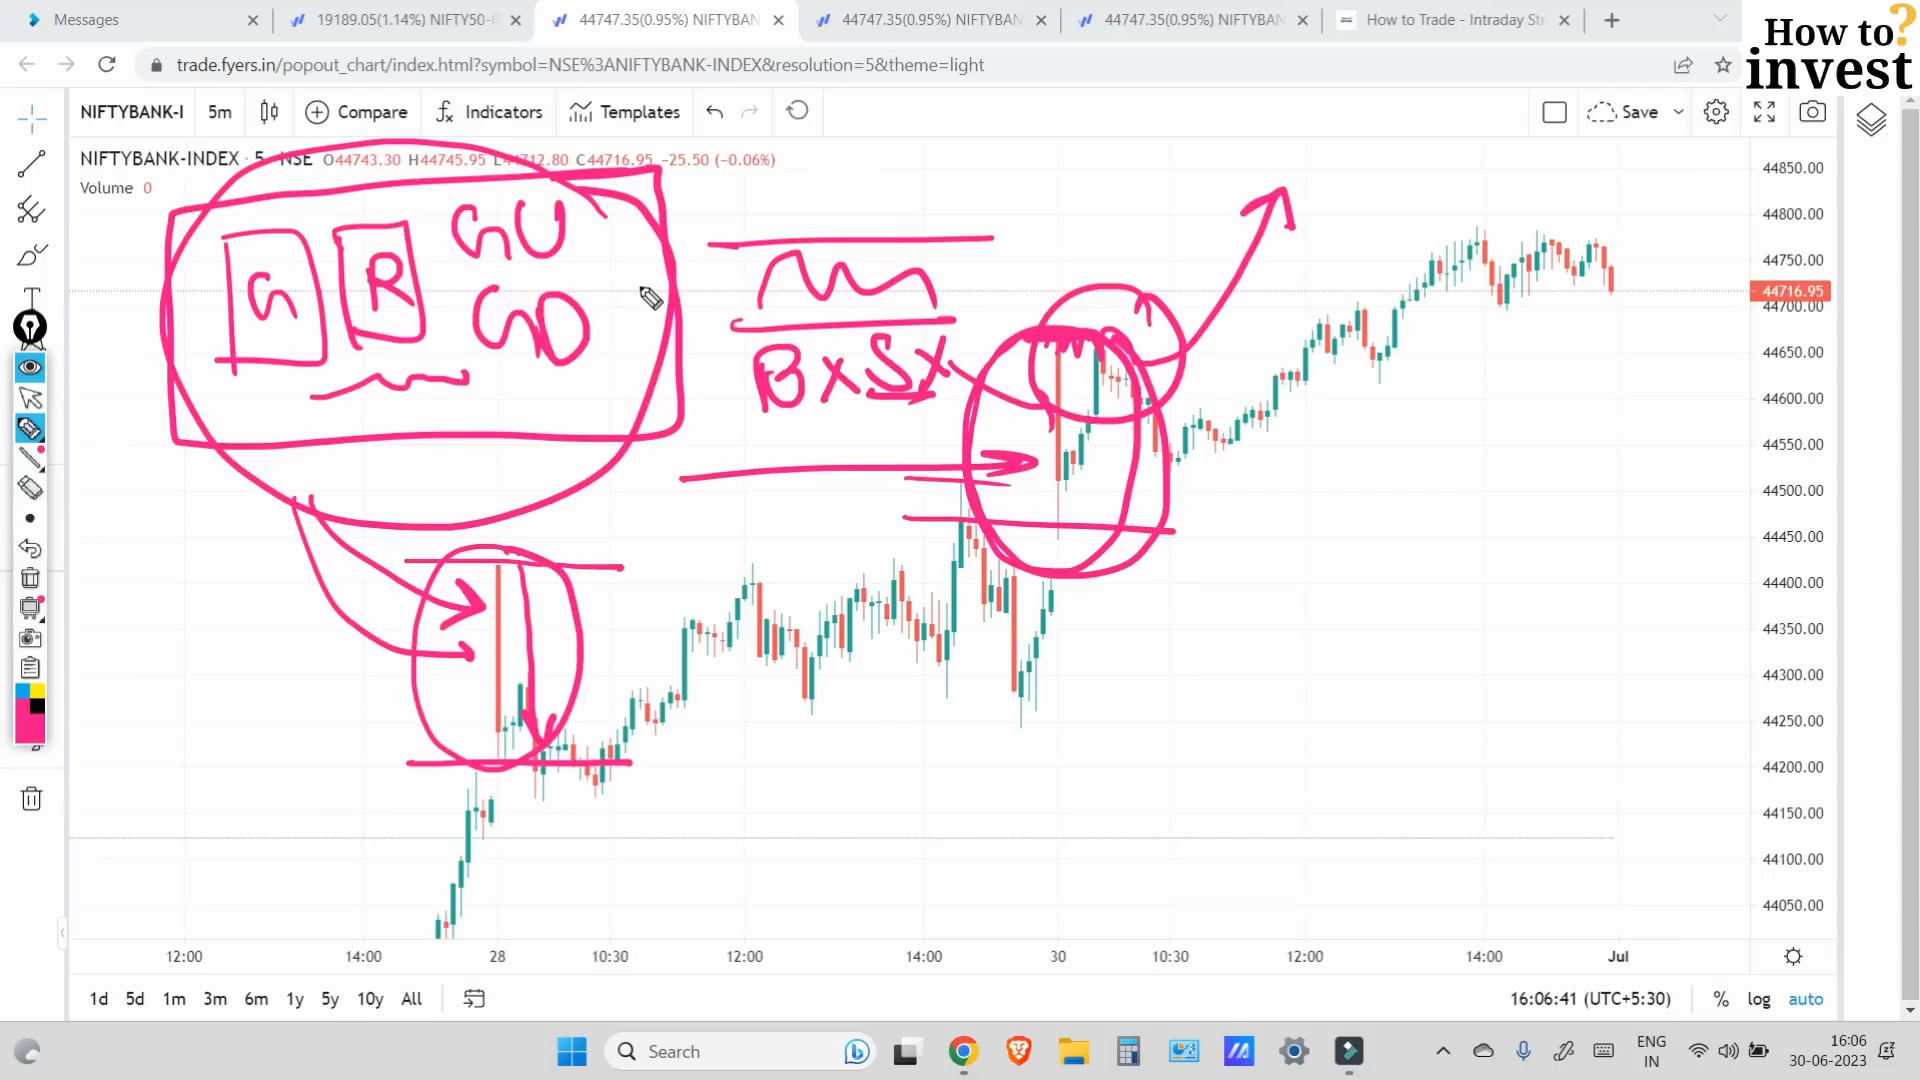 Messages
19189.05(1.14%) NIFTY50-I
44747.35(0.95%) NIFTYBANK
44747.35(0.95%) NIFTYBAN
44747.35(0.95%) NIFTYBAN
How to Trade - Intraday Str
How to?
invest
trade.fyers.in/popout_chart/index.html?symbol=NSE%3ANIFTYBANK-INDEX&resolution=5&theme=light
NIFTYBANK-I 5m Compare Indicators Templates Save
NIFTYBANK-INDEX · 5 · NSE O44743.30 H44745.95 L44712.80 C44716.95 −25.50 (−0.06%)
Volume 0
G R GU
GD
B x S x
44850.00
44800.00
44750.00
44716.95
44700.00
44650.00
44600.00
44550.00
44500.00
44450.00
44400.00
44350.00
44300.00
44250.00
44200.00
44150.00
44100.00
44050.00
12:00 14:00 28 10:30 12:00 14:00 30 10:30 12:00 14:00 Jul
1d 5d 1m 3m 6m 1y 5y 10y All
16:06:41 (UTC+5:30) % log auto
Search
ENG
IN
16:06
30-06-2023